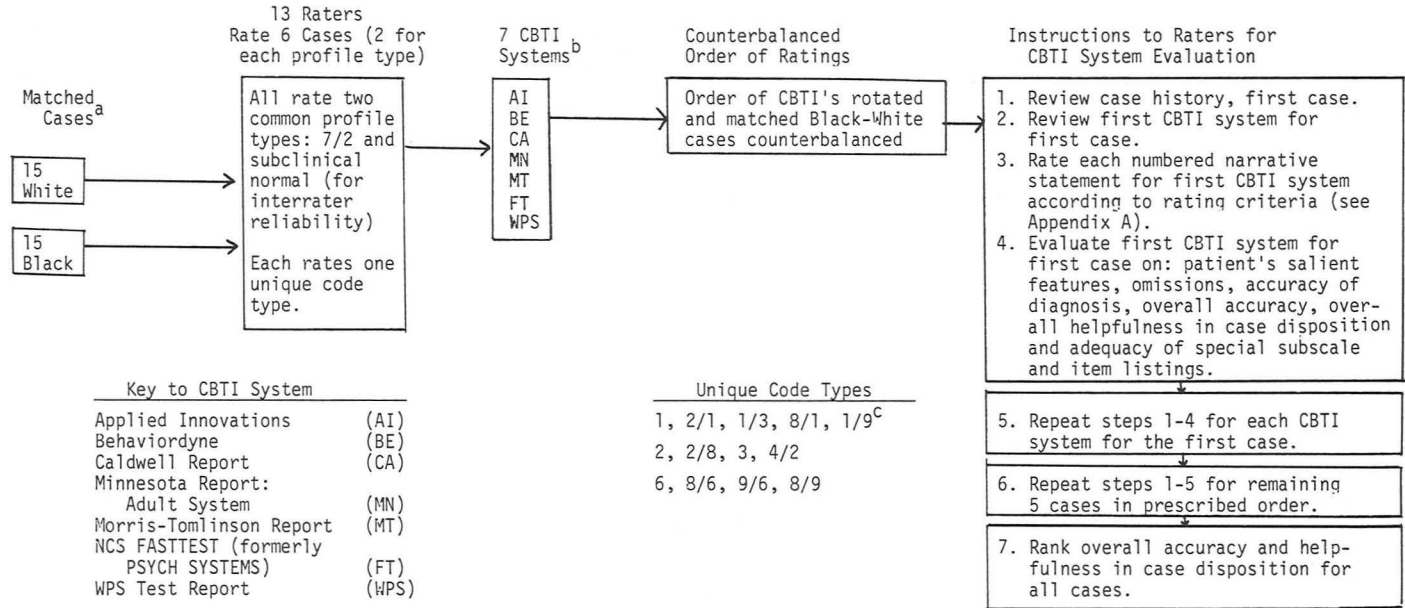 13 Raters
Rate 6 Cases (2 for
each profile type)
7 CBTI
Systems^b
Counterbalanced
Order of Ratings
Instructions to Raters for
CBTI System Evaluation
Matched
Cases^a
15
White
15
Black
All rate two
common profile
types: 7/2 and
subclinical
normal (for
interrater
reliability)
Each rates one
unique code
type.
AI
BE
CA
MN
MT
FT
WPS
Order of CBTI's rotated
and matched Black-White
cases counterbalanced
1. Review case history, first case.
2. Review first CBTI system for
first case.
3. Rate each numbered narrative
statement for first CBTI system
according to rating criteria (see
Appendix A).
4. Evaluate first CBTI system for
first case on: patient's salient
features, omissions, accuracy of
diagnosis, overall accuracy, over-
all helpfulness in case disposition
and adequacy of special subscale
and item listings.
5. Repeat steps 1-4 for each CBTI
system for the first case.
6. Repeat steps 1-5 for remaining
5 cases in prescribed order.
7. Rank overall accuracy and help-
fulness in case disposition for
all cases.
Key to CBTI System
Applied Innovations (AI)
Behaviordyne (BE)
Caldwell Report (CA)
Minnesota Report:
Adult System (MN)
Morris-Tomlinson Report (MT)
NCS FASTTEST (formerly
PSYCH SYSTEMS) (FT)
WPS Test Report (WPS)
Unique Code Types
1, 2/1, 1/3, 8/1, 1/9^c
2, 2/8, 3, 4/2
6, 8/6, 9/6, 8/9